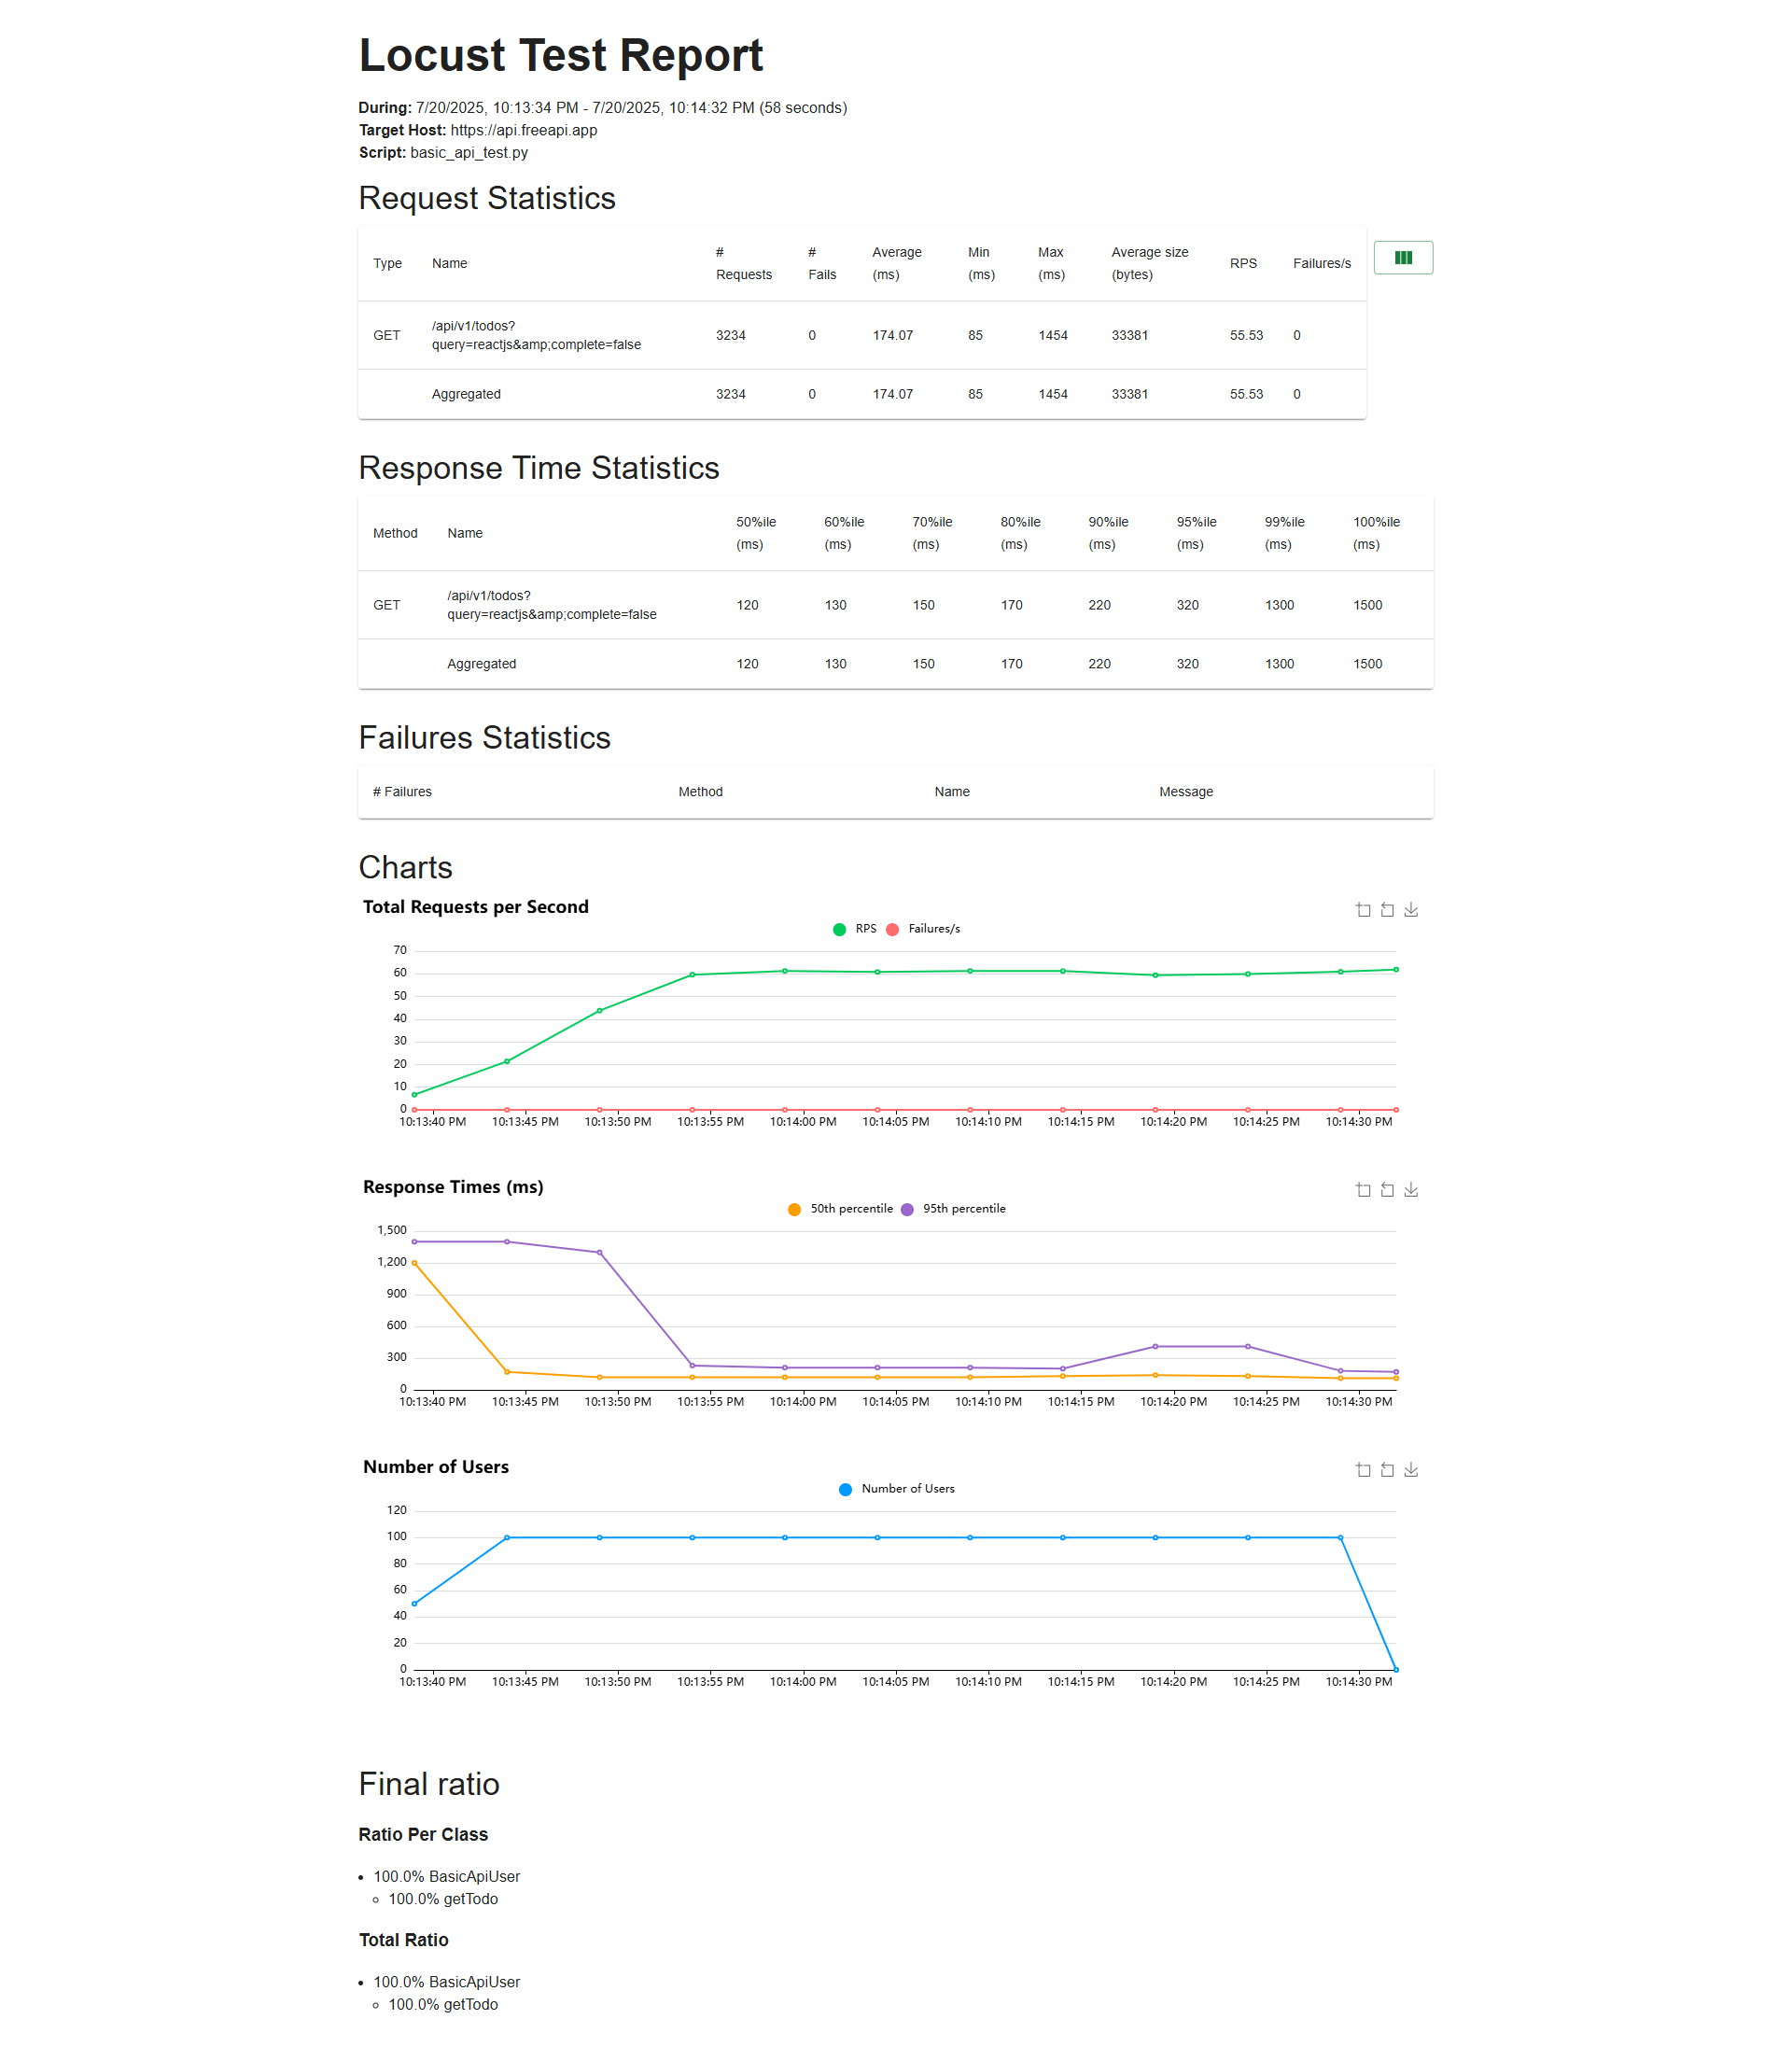 Locust Test Report
During: 7/20/2025, 10:13:34 PM - 7/20/2025, 10:14:32 PM (58 seconds)
Target Host: https://api.freeapi.app
Script: basic_api_test.py
Request Statistics
Type Name # Requests # Fails Average (ms) Min (ms) Max (ms) Average size (bytes) RPS Failures/s
GET /api/v1/todos?query=reactjs&amp;complete=false 3234 0 174.07 85 1454 33381 55.53 0
Aggregated 3234 0 174.07 85 1454 33381 55.53 0
Response Time Statistics
Method Name 50%ile (ms) 60%ile (ms) 70%ile (ms) 80%ile (ms) 90%ile (ms) 95%ile (ms) 99%ile (ms) 100%ile (ms)
GET /api/v1/todos?query=reactjs&amp;complete=false 120 130 150 170 220 320 1300 1500
Aggregated 120 130 150 170 220 320 1300 1500
Failures Statistics
# Failures Method Name Message
Charts
Total Requests per Second
RPS Failures/s
70
60
50
40
30
20
10
0
10:13:40 PM 10:13:45 PM 10:13:50 PM 10:13:55 PM 10:14:00 PM 10:14:05 PM 10:14:10 PM 10:14:15 PM 10:14:20 PM 10:14:25 PM 10:14:30 PM
Response Times (ms)
50th percentile 95th percentile
1,500
1,200
900
600
300
0
10:13:40 PM 10:13:45 PM 10:13:50 PM 10:13:55 PM 10:14:00 PM 10:14:05 PM 10:14:10 PM 10:14:15 PM 10:14:20 PM 10:14:25 PM 10:14:30 PM
Number of Users
Number of Users
120
100
80
60
40
20
0
10:13:40 PM 10:13:45 PM 10:13:50 PM 10:13:55 PM 10:14:00 PM 10:14:05 PM 10:14:10 PM 10:14:15 PM 10:14:20 PM 10:14:25 PM 10:14:30 PM
Final ratio
Ratio Per Class
• 100.0% BasicApiUser
◦ 100.0% getTodo
Total Ratio
• 100.0% BasicApiUser
◦ 100.0% getTodo